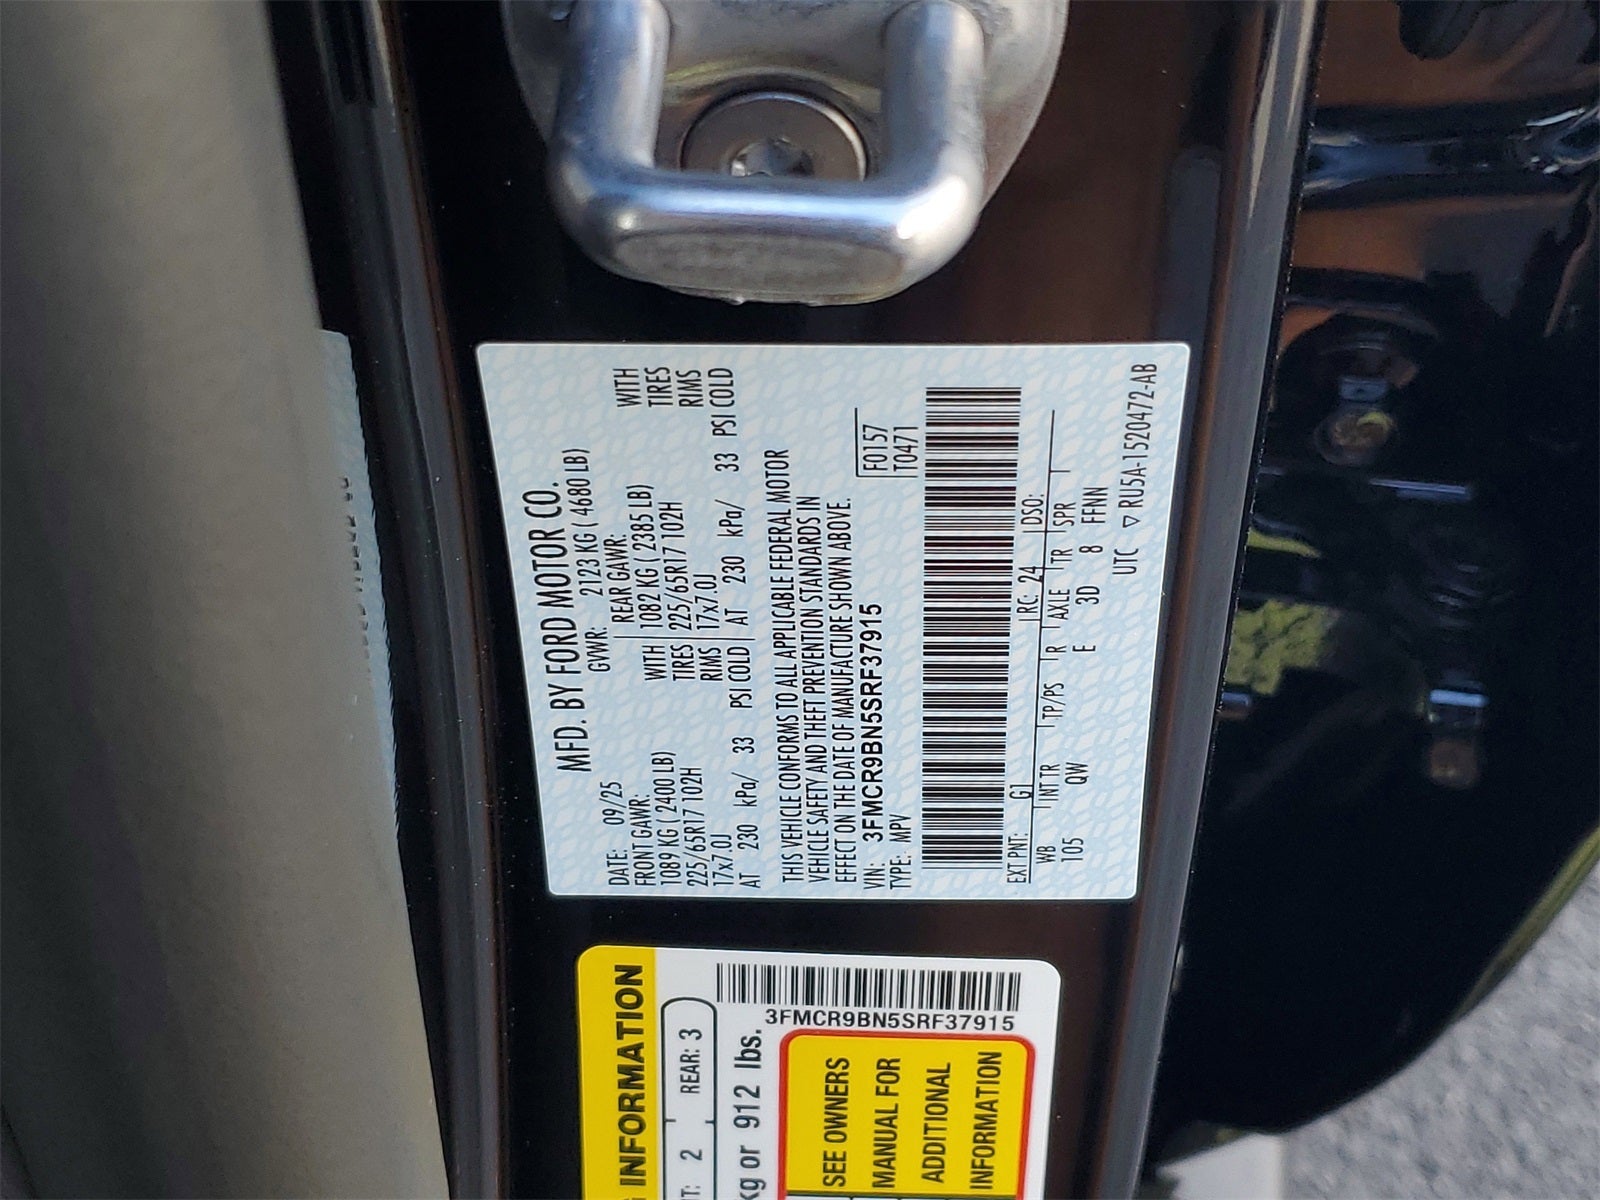 MFD. BY FORD MOTOR CO.
DATE: 09/25 GVWR: 2123 KG ( 4680 LB)
FRONT GAWR: REAR GAWR:
1089 KG ( 2400 LB) WITH 1082 KG ( 2385 LB) WITH
225/65R17 102H TIRES 225/65R17 102H TIRES
17x7.0J RIMS 17x7.0J RIMS
AT 230 kPa/ 33 PSI COLD AT 230 kPa/ 33 PSI COLD
THIS VEHICLE CONFORMS TO ALL APPLICABLE FEDERAL MOTOR
VEHICLE SAFETY AND THEFT PREVENTION STANDARDS IN
EFFECT ON THE DATE OF MANUFACTURE SHOWN ABOVE.
VIN: 3FMCR9BN5SRF37915 F0157
TYPE: MPV T0471
EXT PNT: G1 RC: 24 DSO:
WB INT TR TP/PS R AXLE TR SPR
105 QW E 3D 8 FFNN
UTC ▽ RU5A-1520472-AB
INFORMATION
2 REAR: 3
kg or 912 lbs.
3FMCR9BN5SRF37915
SEE OWNERS
MANUAL FOR
ADDITIONAL
INFORMATION